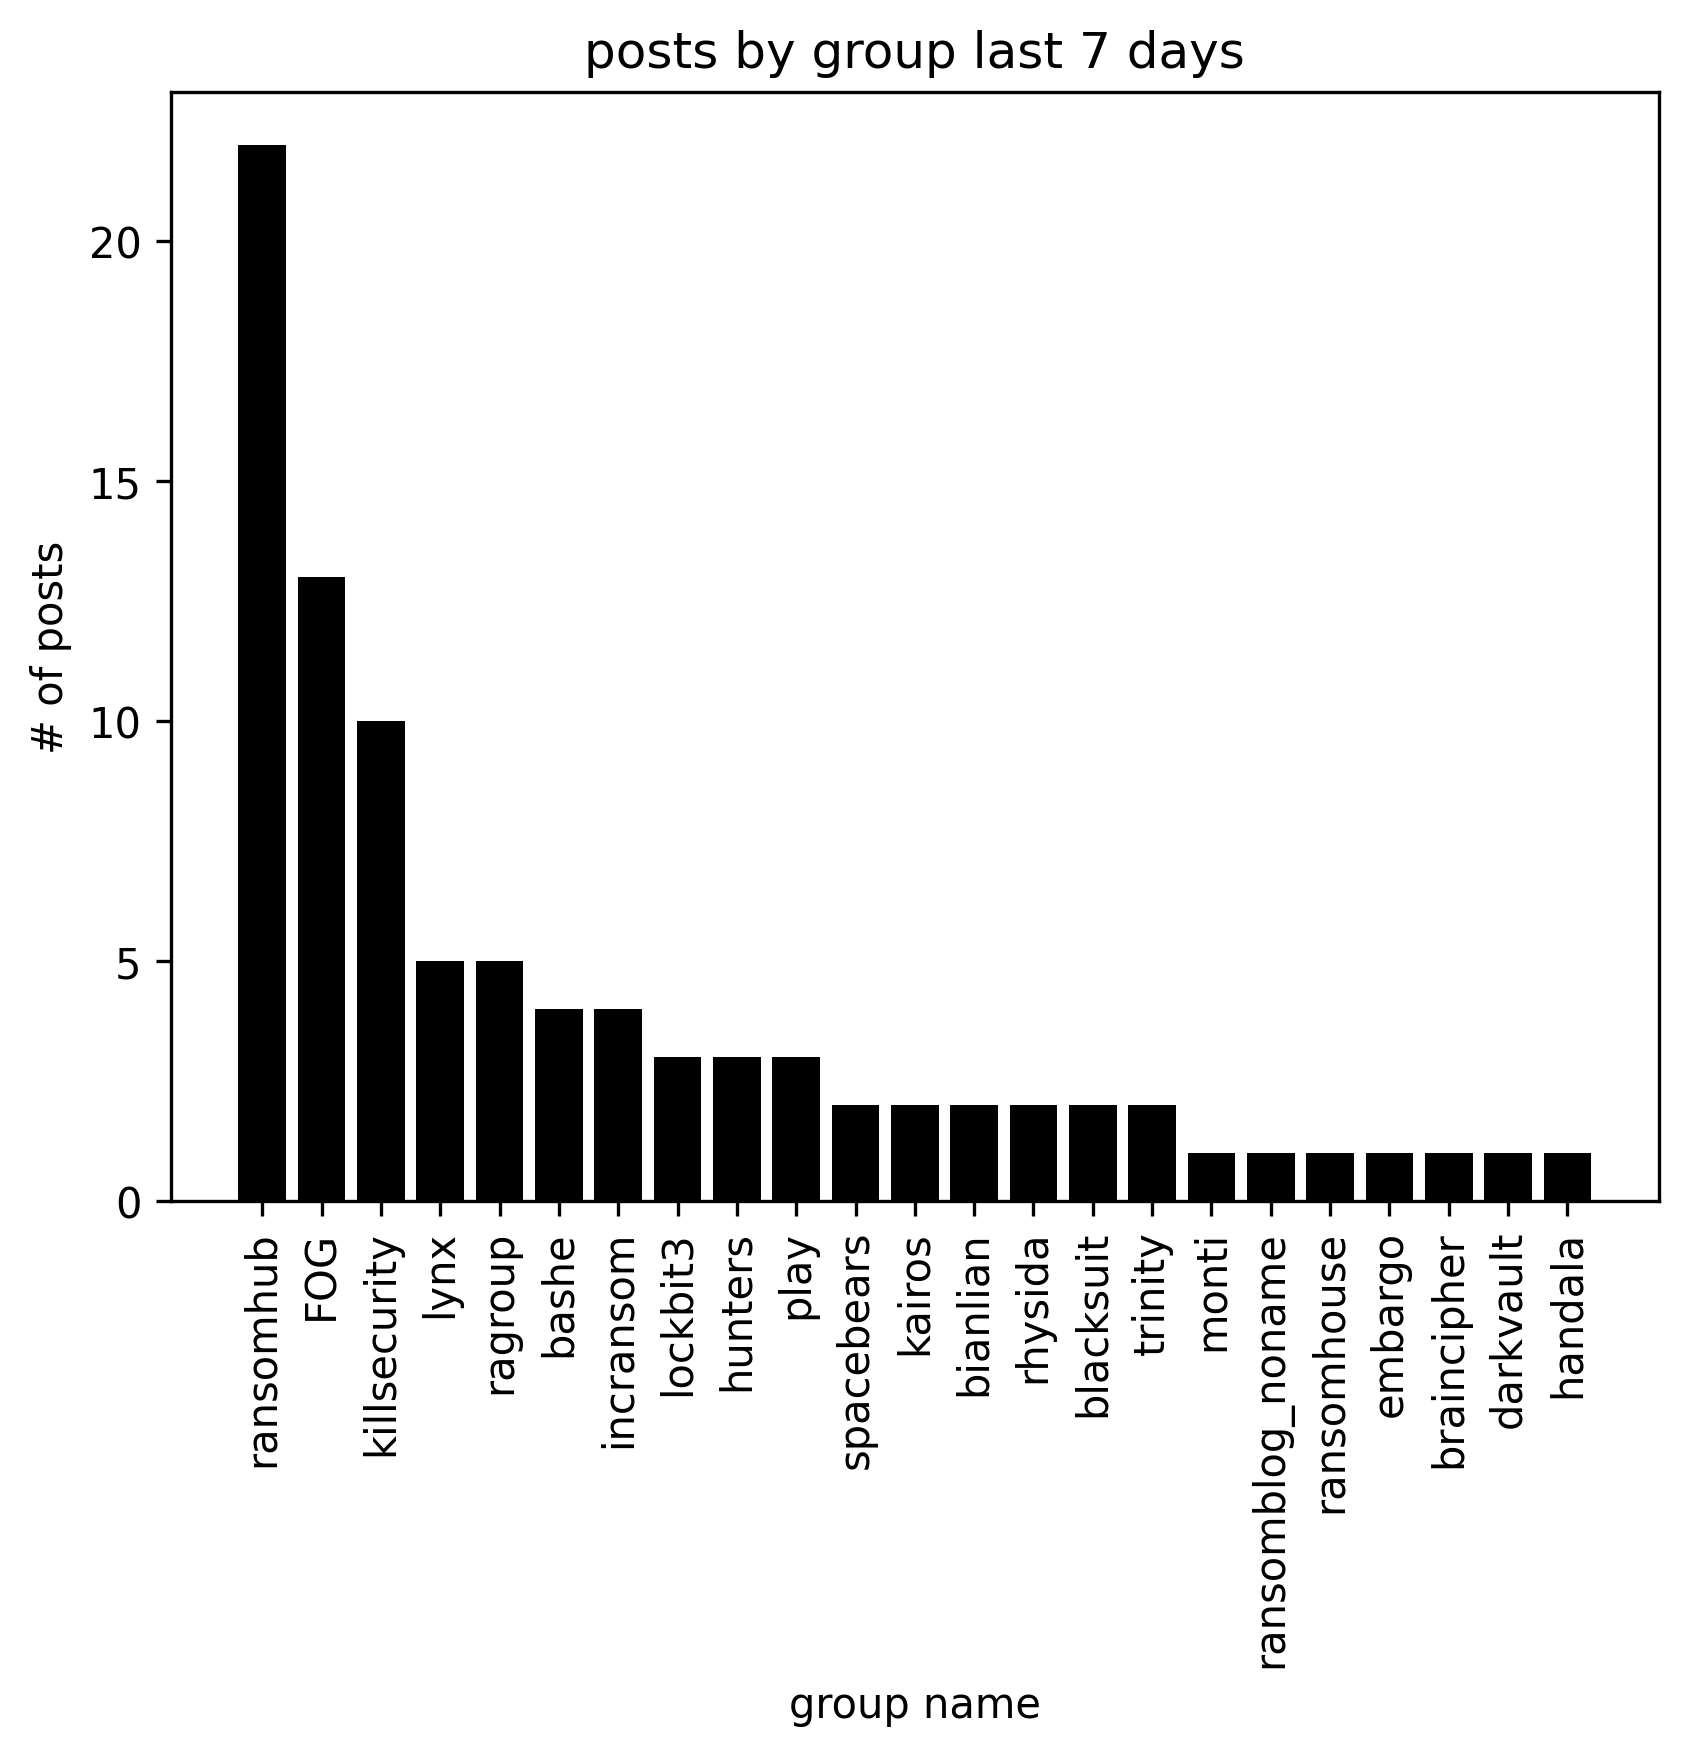 posts by group last 7 days
# of posts
20
15
10
5
0
ransomhub
FOG
killsecurity
lynx
ragroup
bashe
incransom
lockbit3
hunters
play
spacebears
kairos
bianlian
rhysida
blacksuit
trinity
monti
ransomblog_noname
ransomhouse
embargo
braincipher
darkvault
handala
group name